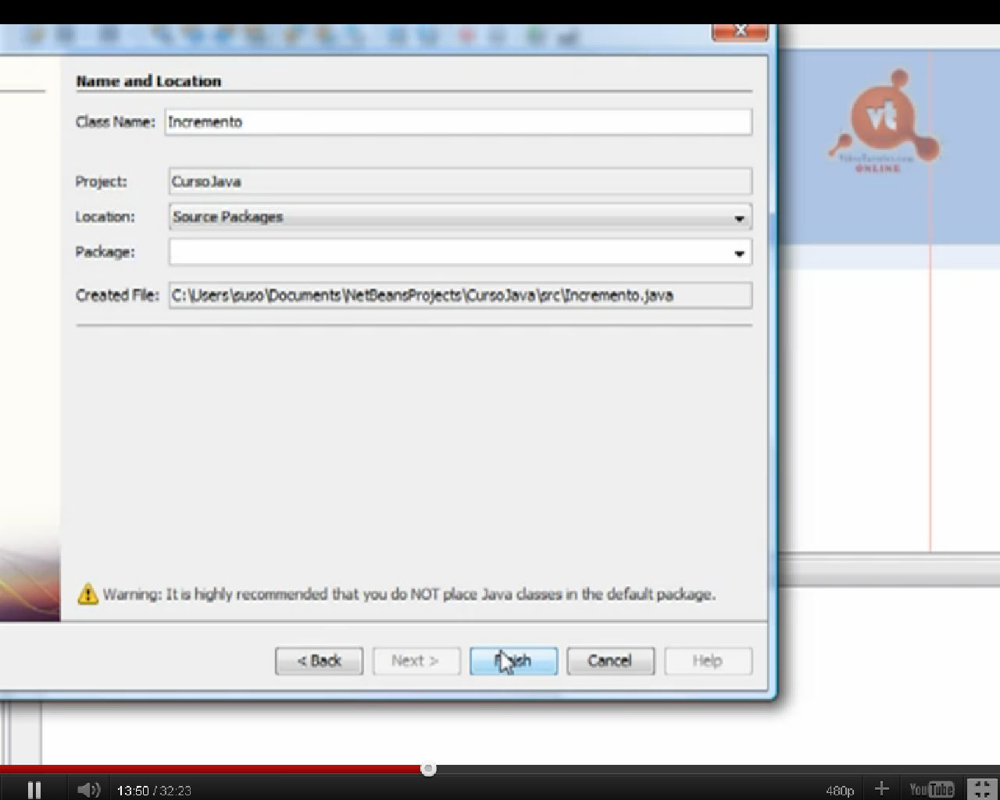 Name and Location
Class Name: Incremento
Project: CursoJava
Location: Source Packages
Package:
Created File: C:\Users\suso\Documents\NetBeansProjects\CursoJava\src\Incremento.java
Warning: It is highly recommended that you do NOT place Java classes in the default package.
< Back Next > Finish Cancel Help
vt
ONLINE
13:50 / 32:23 480p YouTube